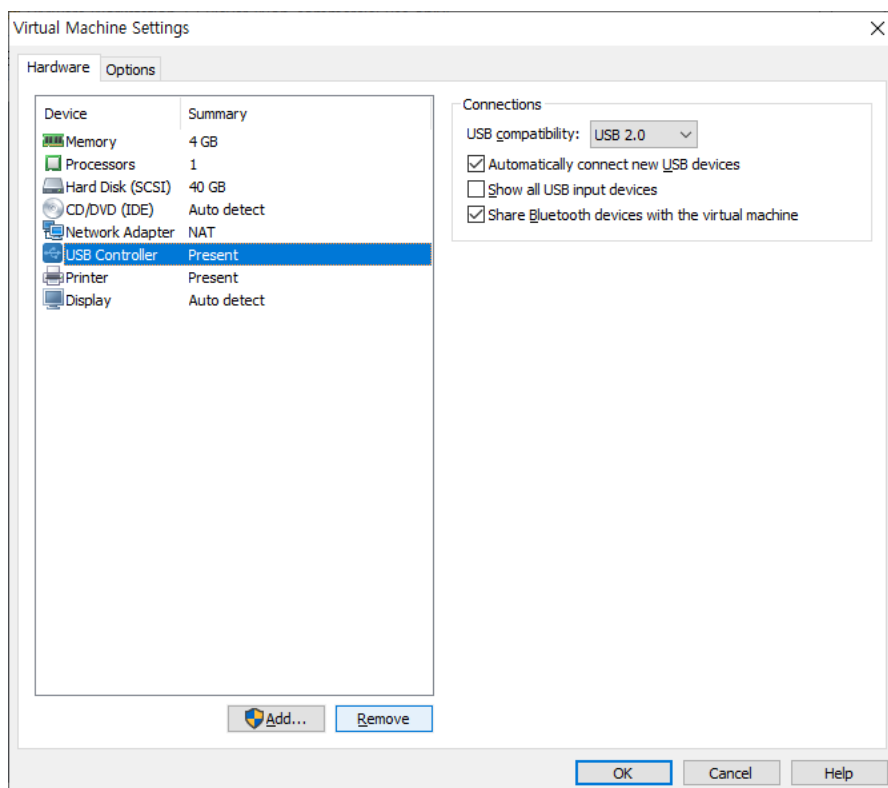 Virtual Machine Settings
Hardware Options
Device Summary
Memory 4 GB
Processors 1
Hard Disk (SCSI) 40 GB
CD/DVD (IDE) Auto detect
Network Adapter NAT
USB Controller Present
Printer Present
Display Auto detect
Add... Remove
Connections
USB compatibility: USB 2.0
Automatically connect new USB devices
Show all USB input devices
Share Bluetooth devices with the virtual machine
OK Cancel Help